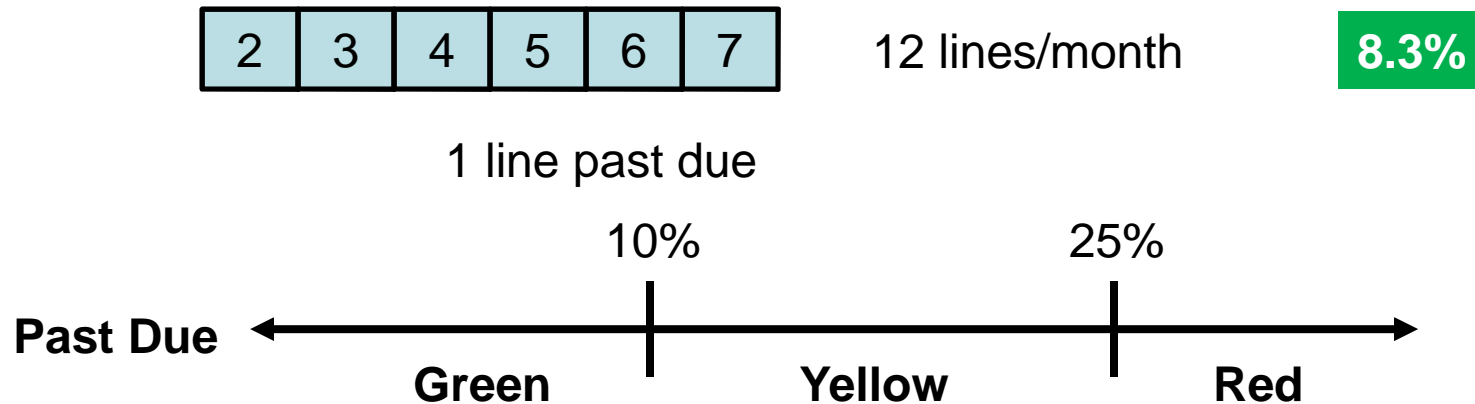 2 3 4 5 6 7 12 lines/month 8.3%
1 line past due
10% 25%
Past Due
Green Yellow Red